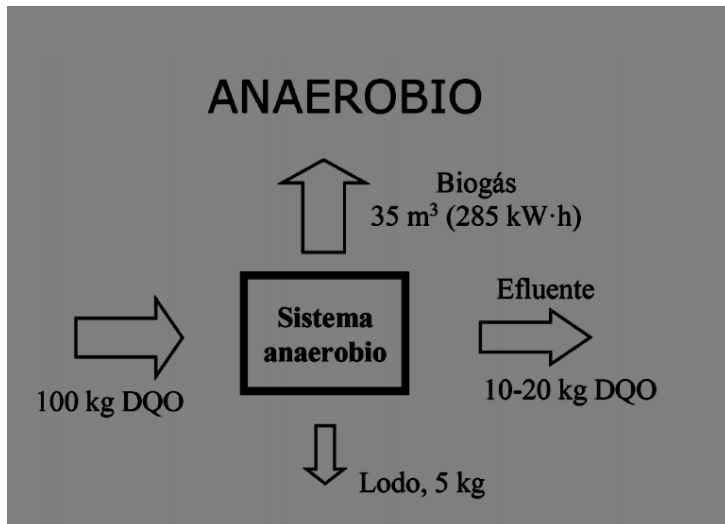 ANAEROBIO
Biogás
35 m³ (285 kW·h)
Sistema
anaerobio
100 kg DQO
Efluente
10-20 kg DQO
Lodo, 5 kg